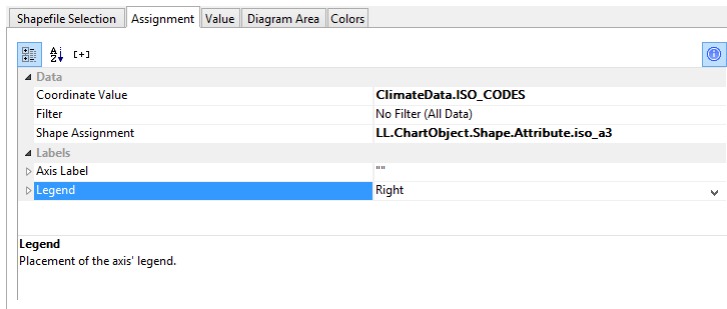 Shapefile Selection Assignment Value Diagram Area Colors
A Z [+]
Data
Coordinate Value ClimateData.ISO_CODES
Filter No Filter (All Data)
Shape Assignment LL.ChartObject.Shape.Attribute.iso_a3
Labels
Axis Label ""
Legend Right
Legend
Placement of the axis' legend.